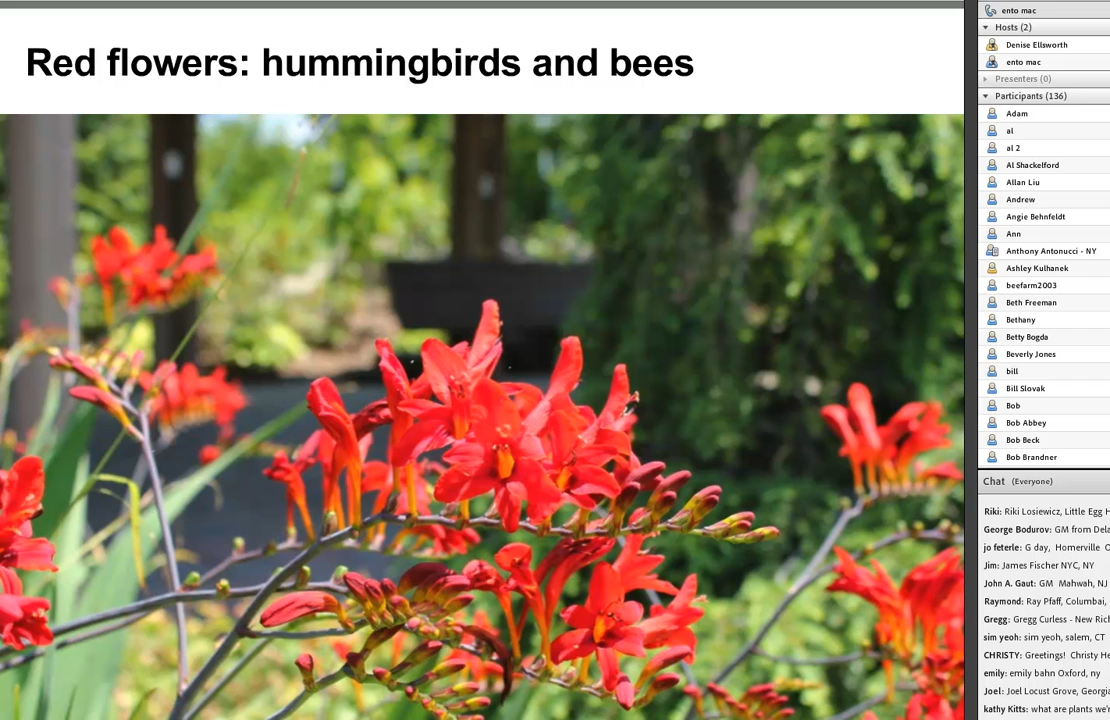 Red flowers: hummingbirds and bees
ento mac
Hosts (2)
Denise Ellsworth
ento mac
Presenters (0)
Participants (136)
Adam
al
al 2
Al Shackelford
Allan Liu
Andrew
Angie Behnfeldt
Ann
Anthony Antonucci - NY
Ashley Kulhanek
beefarm2003
Beth Freeman
Bethany
Betty Bogda
Beverly Jones
bill
Bill Slovak
Bob
Bob Abbey
Bob Beck
Bob Brandner
Chat (Everyone)
Riki: Riki Losiewicz, Little Egg H
George Bodurov: GM from Dela
jo feterle: G day, Homerville O
Jim: James Fischer NYC, NY
John A. Gaut: GM Mahwah, NJ
Raymond: Ray Pfaff, Columbai,
Gregg: Gregg Curless - New Rich
sim yeoh: sim yeoh, salem, CT
CHRISTY: Greetings! Christy He
emily: emily bahn Oxford, ny
Joel: Joel Locust Grove, Georgia
kathy Kitts: what are plants we'r